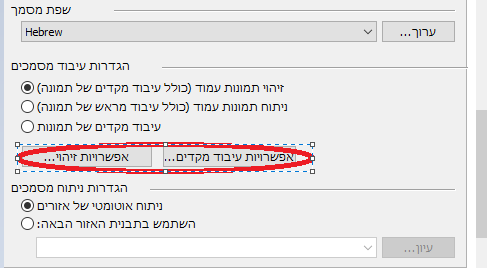 שפת מסמך
Hebrew
ערוך...
הגדרות עיבוד מסמכים
זיהוי תמונות עמוד (כולל עיבוד מקדים של תמונה)
ניתוח תמונות עמוד (כולל עיבוד מראש של תמונה)
עיבוד מקדים של תמונות
אפשרויות עיבוד מקדים...
אפשרויות זיהוי...
הגדרות ניתוח מסמכים
ניתוח אוטומטי של אזורים
השתמש בתבנית האזור הבאה:
עיון...